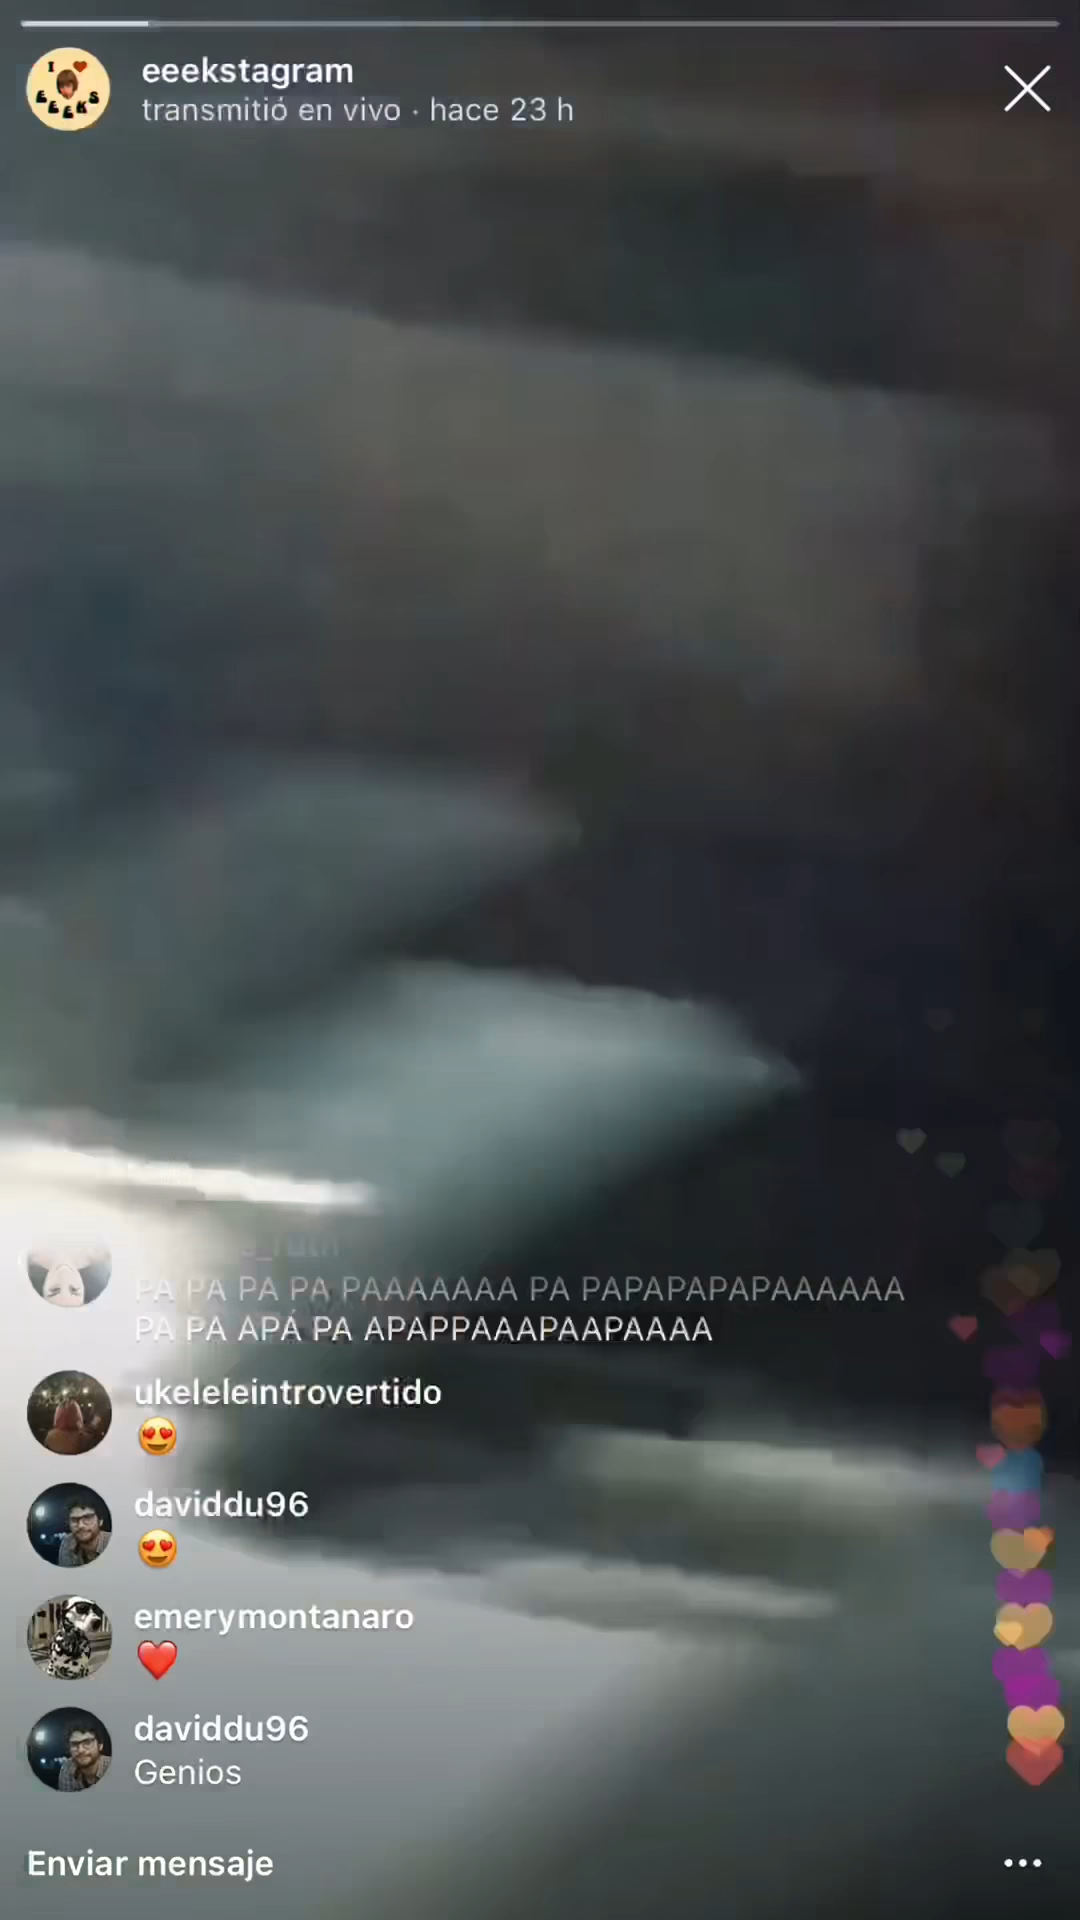 I ❤
EEEKS
eeekstagram
transmitió en vivo · hace 23 h
PA PA PA PA PAAAAAAA PA PAPAPAPAPAAAAAA
PA PA APÁ PA APAPPAAAPAAPAAAA
ukeleleintrovertido
😍
daviddu96
😍
emerymontanaro
❤️
daviddu96
Genios
Enviar mensaje